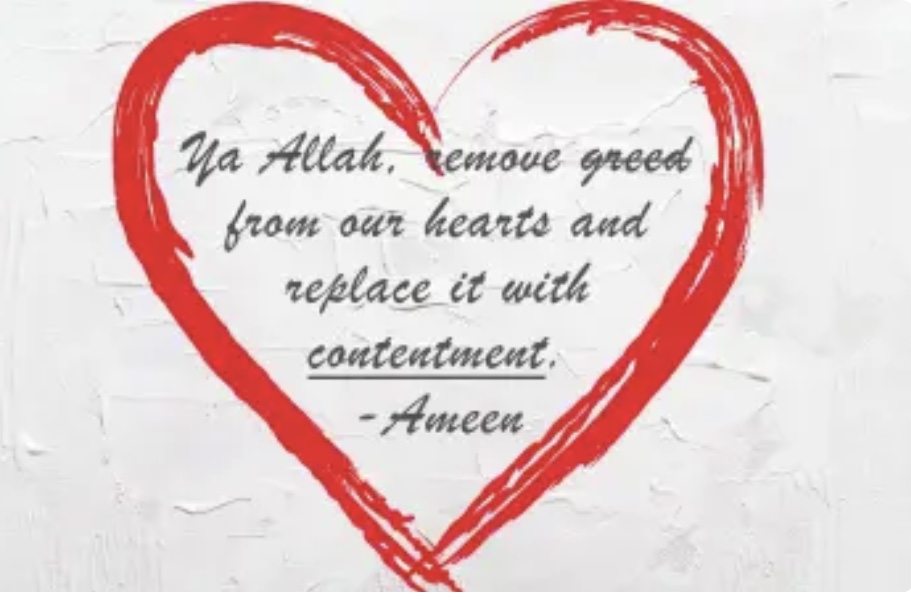 Ya Allah, remove greed
from our hearts and
replace it with
contentment.
-Ameen